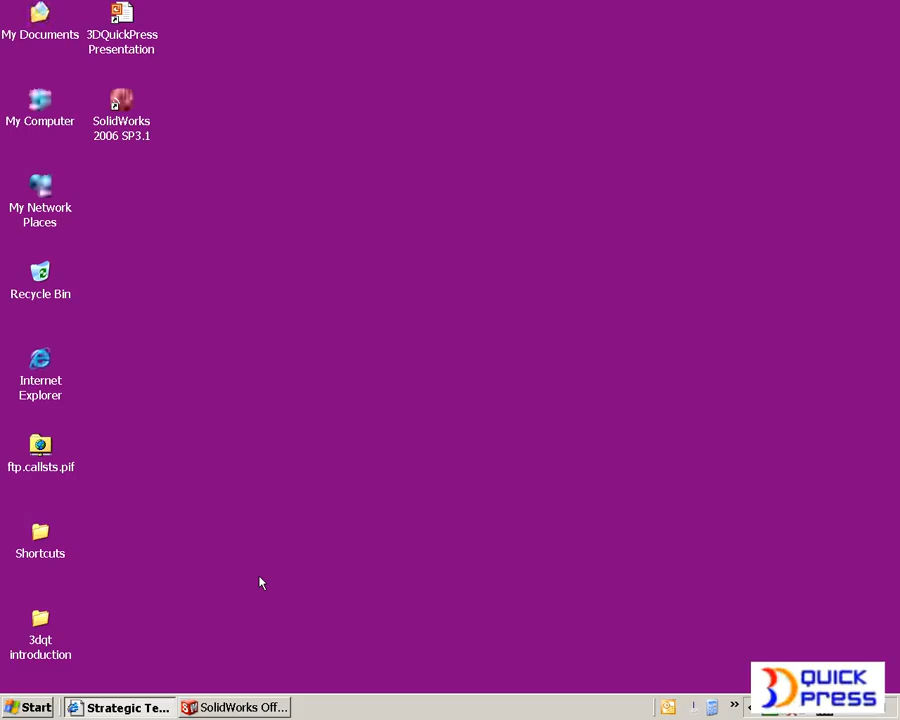 My Documents
3DQuickPress
Presentation
My Computer
SolidWorks
2006 SP3.1
My Network
Places
Recycle Bin
Internet
Explorer
ftp.callsts.pif
Shortcuts
3dqt
introduction
Start
Strategic Te...
SolidWorks Off...
3D QUICK
PRESS